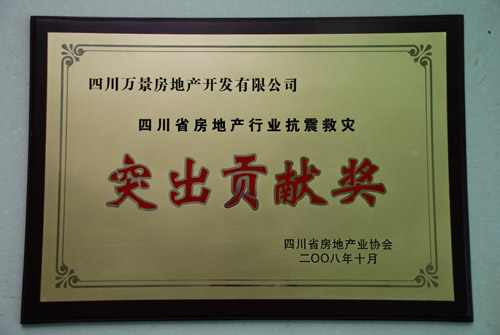 四川万景房地产开发有限公司
四川省房地产行业抗震救灾
突出贡献奖
四川省房地产业协会
二〇〇八年十月